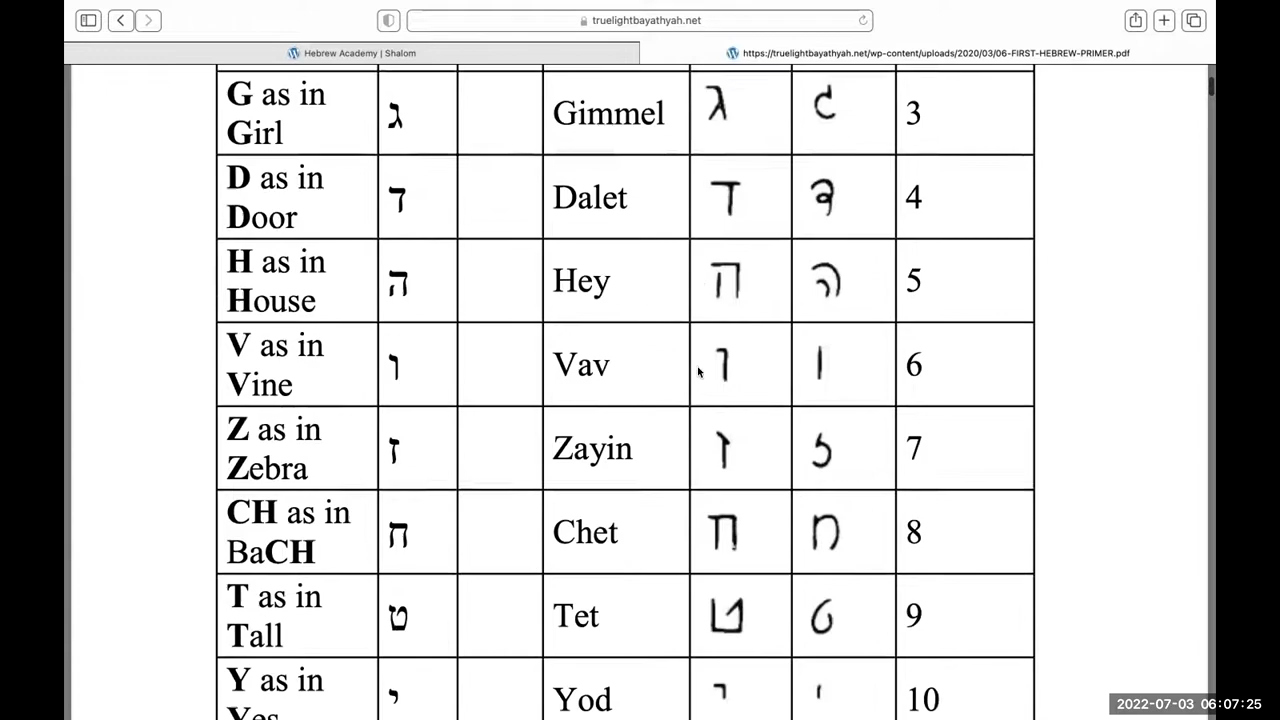 truelightbayathyah.net
Hebrew Academy | Shalom
https://truelightbayathyah.net/wp-content/uploads/2020/03/06-FIRST-HEBREW-PRIMER.pdf
G as in
Girl
ג
Gimmel
ג
ג
3
D as in
Door
ד
Dalet
ד
ד
4
H as in
House
ה
Hey
ה
ה
5
V as in
Vine
ו
Vav
ו
ו
6
Z as in
Zebra
ז
Zayin
ז
ז
7
CH as in
BaCH
ח
Chet
ח
ח
8
T as in
Tall
ט
Tet
ט
ט
9
Y as in
Yes
י
Yod
י
י
10
2022-07-03 06:07:25